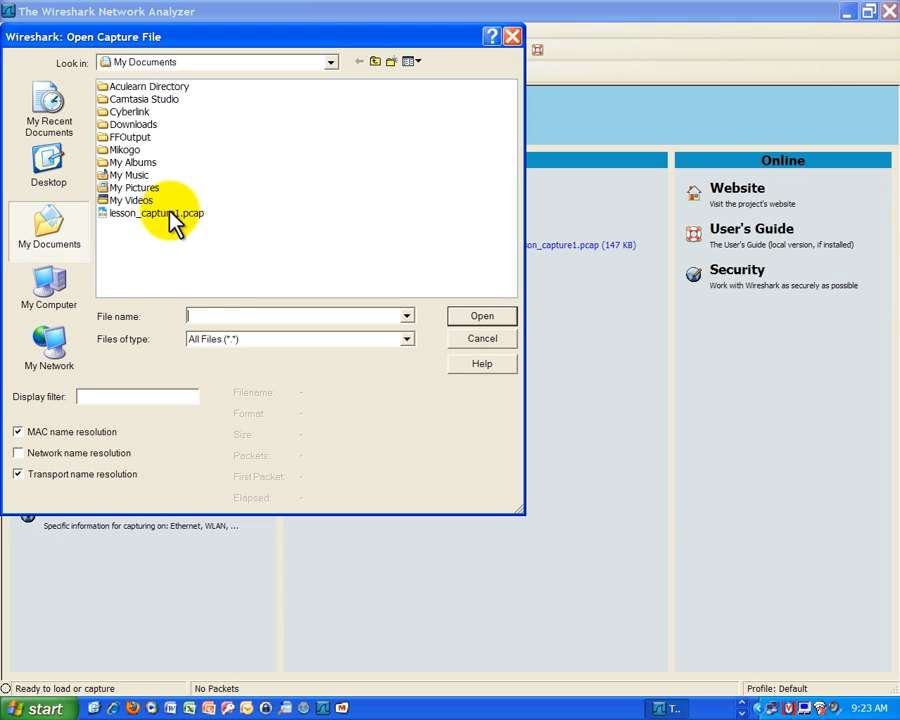 The Wireshark Network Analyzer
Wireshark: Open Capture File
Look in:
My Documents
My Recent
Documents
Desktop
My Documents
My Computer
My Network
Aculearn Directory
Camtasia Studio
Cyberlink
Downloads
FFOutput
Mikogo
My Albums
My Music
My Pictures
My Videos
lesson_capture1.pcap
File name:
Open
Files of type:
All Files (*.*)
Cancel
Help
Display filter:
MAC name resolution
Network name resolution
Transport name resolution
Filename: -
Format: -
Size: -
Packets: -
First Packet: -
Elapsed: -
on_capture1.pcap (147 KB)
Online
Website
Visit the project's website
User's Guide
The User's Guide (local version, if installed)
Security
Work with Wireshark as securely as possible
Specific information for capturing on: Ethernet, WLAN, ...
Ready to load or capture
No Packets
Profile: Default
start
T..
9:23 AM